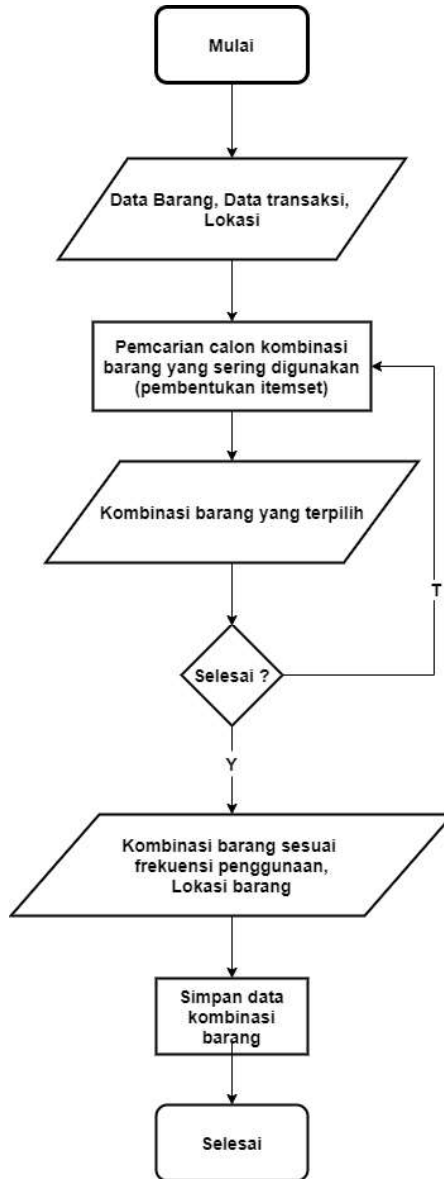 Mulai
Data Barang, Data transaksi,
Lokasi
Pemcarian calon kombinasi
barang yang sering digunakan
(pembentukan itemset)
Kombinasi barang yang terpilih
T
Selesai ?
Y
Kombinasi barang sesuai
frekuensi penggunaan,
Lokasi barang
Simpan data
kombinasi
barang
Selesai